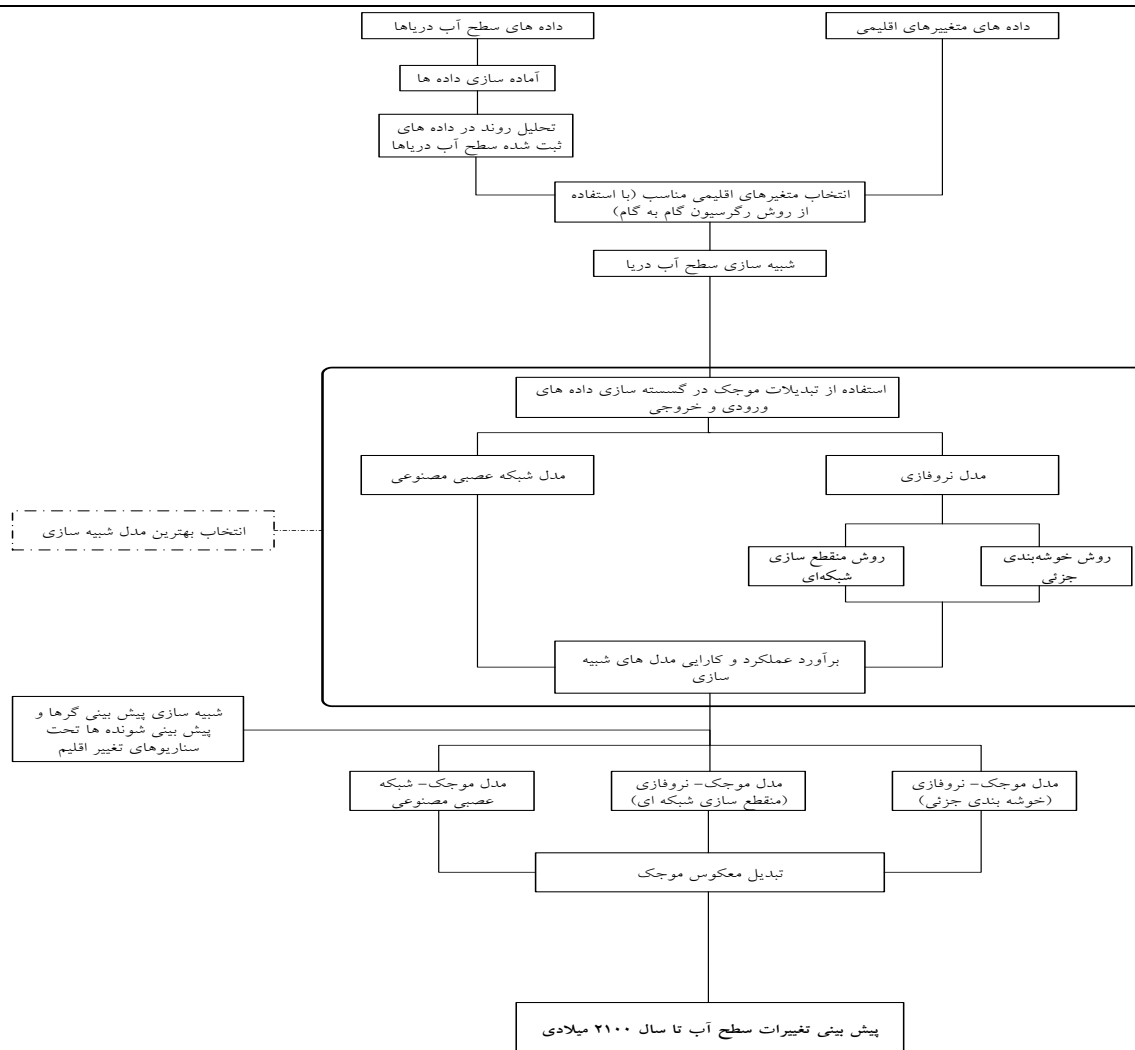 داده های متغییرهای اقلیمی
داده های سطح آب دریاها
آماده سازی داده ها
تحلیل روند در داده های
ثبت شده سطح آب دریاها
انتخاب متغیرهای اقلیمی مناسب (با استفاده
از روش رگرسیون گام به گام)
شبیه سازی سطح آب دریا
استفاده از تبدیلات موجک در گسسته سازی داده های
ورودی و خروجی
مدل نروفازی
مدل شبکه عصبی مصنوعی
انتخاب بهترین مدل شبیه سازی
روش خوشه‌بندی
جزئی
روش منقطع سازی
شبکه‌ای
برآورد عملکرد و کارایی مدل های شبیه
سازی
شبیه سازی پیش بینی گرها و
پیش بینی شونده ها تحت
سناریوهای تغییر اقلیم
مدل موجک- نروفازی
(خوشه بندی جزئی)
مدل موجک- نروفازی
(منقطع سازی شبکه ای)
مدل موجک- شبکه
عصبی مصنوعی
تبدیل معکوس موجک
پیش بینی تغییرات سطح آب تا سال ۲۱۰۰ میلادی